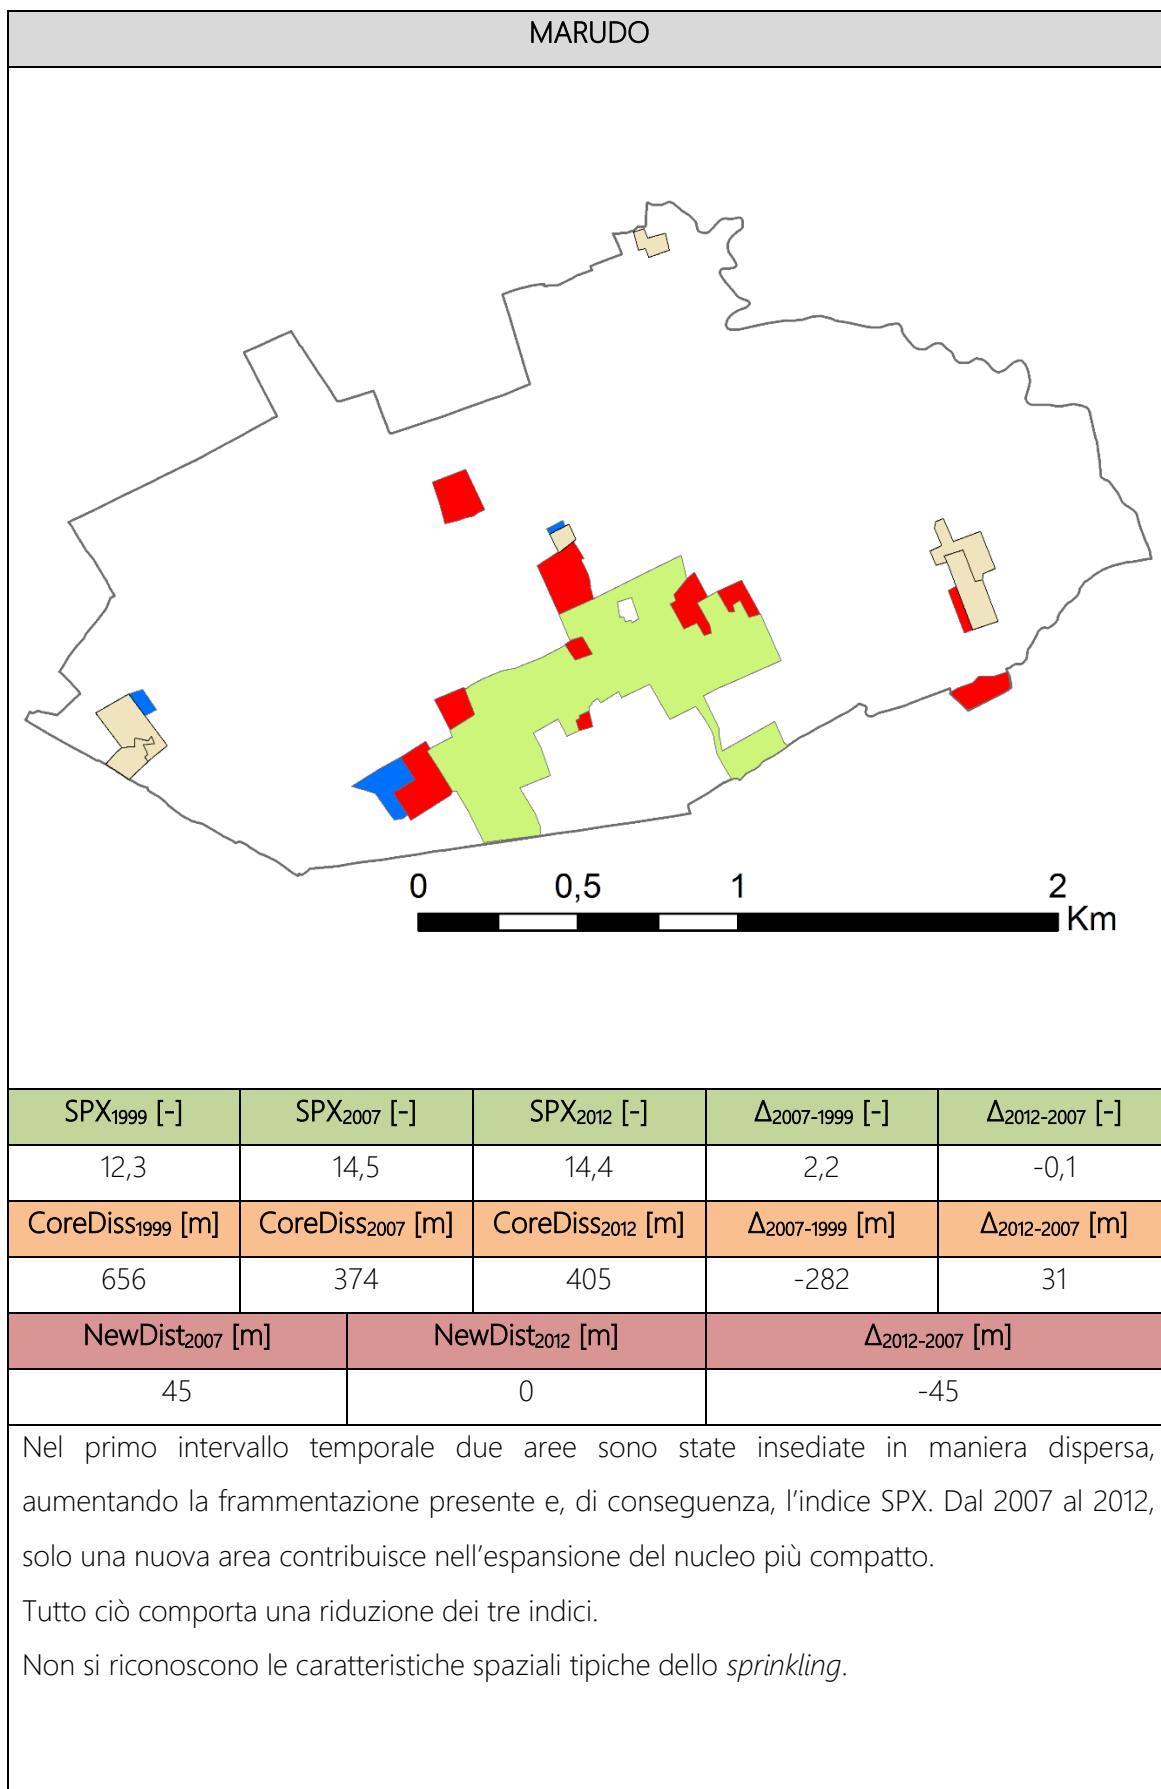 MARUDO
0 0,5 1 2
Km
SPX1999 [-] SPX2007 [-] SPX2012 [-] Δ2007-1999 [-] Δ2012-2007 [-]
12,3 14,5 14,4 2,2 -0,1
CoreDiss1999 [m] CoreDiss2007 [m] CoreDiss2012 [m] Δ2007-1999 [m] Δ2012-2007 [m]
656 374 405 -282 31
NewDist2007 [m] NewDist2012 [m] Δ2012-2007 [m]
45 0 -45
Nel primo intervallo temporale due aree sono state insediate in maniera dispersa,
aumentando la frammentazione presente e, di conseguenza, l'indice SPX. Dal 2007 al 2012,
solo una nuova area contribuisce nell'espansione del nucleo più compatto.
Tutto ciò comporta una riduzione dei tre indici.
Non si riconoscono le caratteristiche spaziali tipiche dello sprinkling.